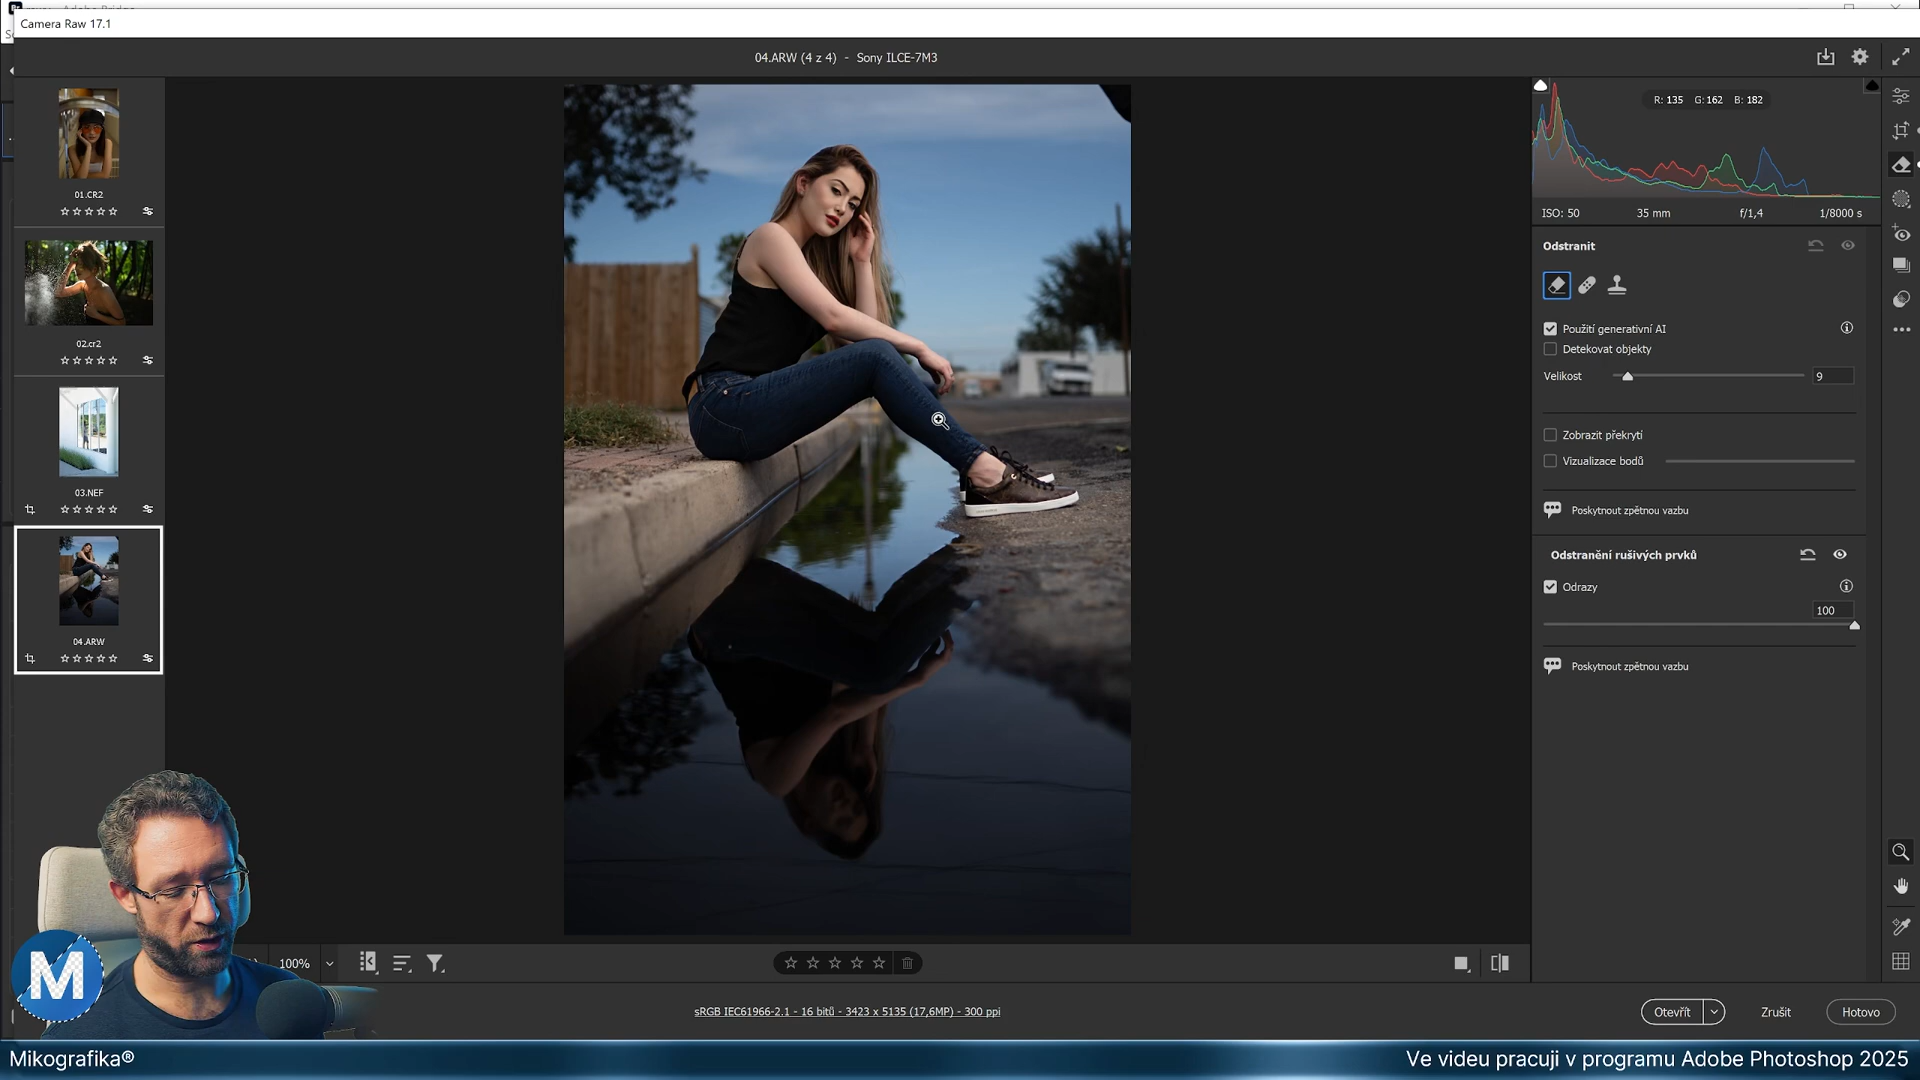 Camera Raw 17.1
04.ARW (4 z 4) - Sony ILCE-7M3
R: 135 G: 162 B: 182
ISO: 50 35 mm f/1,4 1/8000 s
01.CR2
02.cr2
03.NEF
04.ARW
Odstranit
Použití generativní AI
Detekovat objekty
Velikost 9
Zobrazit překrytí
Vizualizace bodů
Poskytnout zpětnou vazbu
Odstranění rušivých prvků
Odrazy
100
Poskytnout zpětnou vazbu
100%
sRGB IEC61966-2.1 - 16 bitů - 3423 x 5135 (17,6MP) - 300 ppi
Otevřít Zrušit Hotovo
M
Mikografika®
Ve videu pracuji v programu Adobe Photoshop 2025